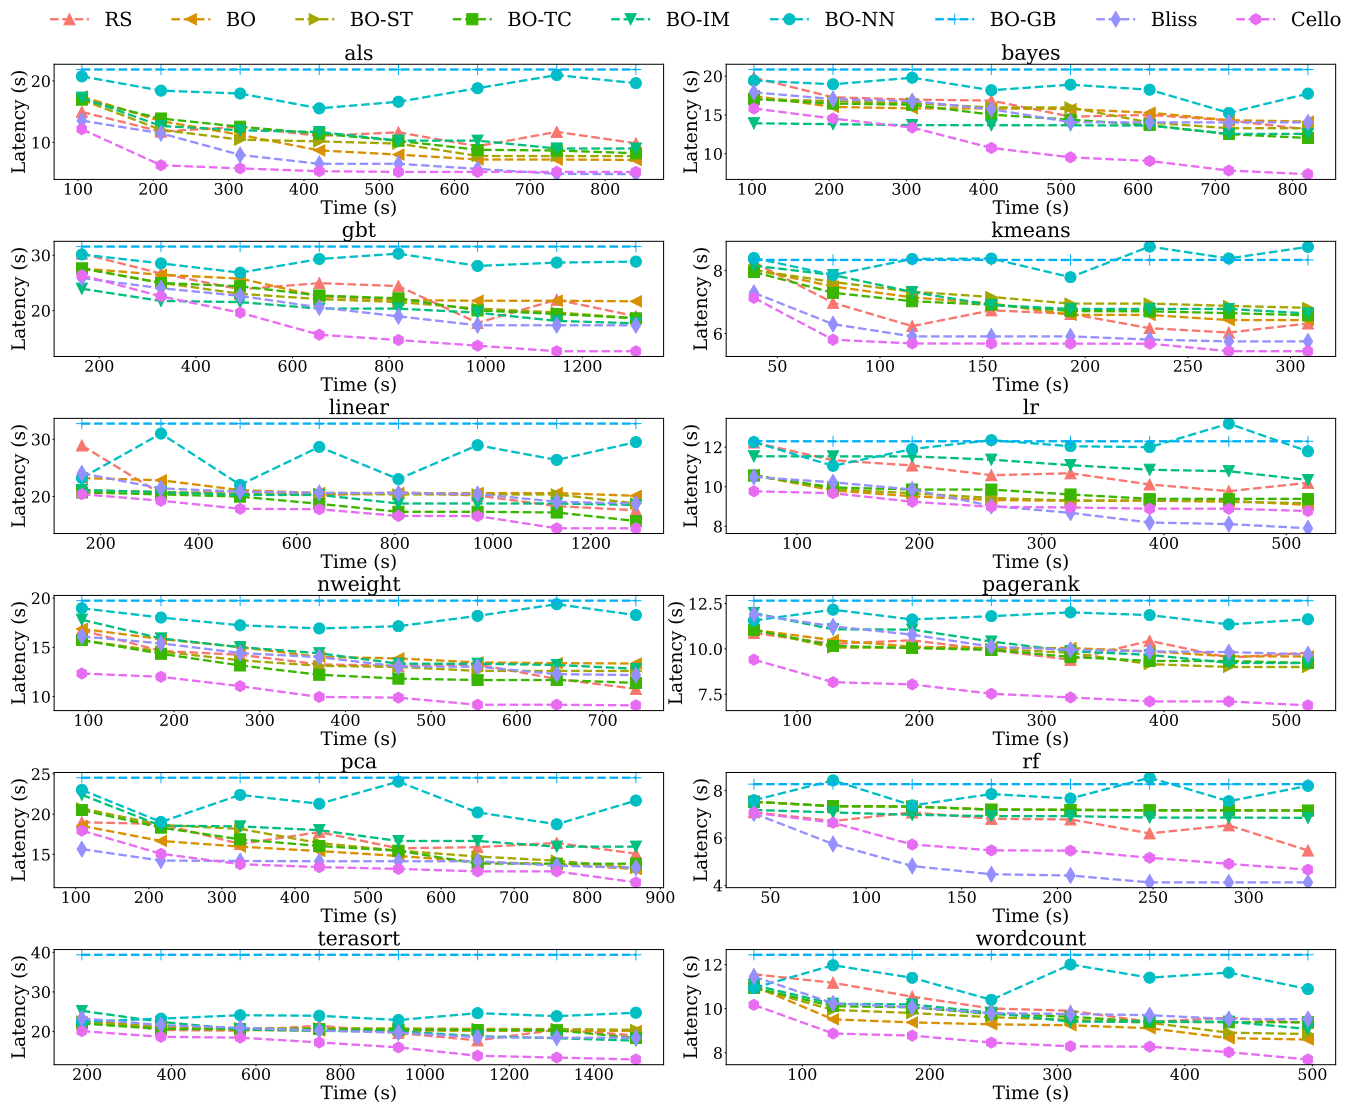 RS BO BO-ST BO-TC BO-IM BO-NN BO-GB Bliss Cello
als
Latency (s)
20
10
100 200 300 400 500 600 700 800
Time (s)
bayes
Latency (s)
20
15
10
100 200 300 400 500 600 700 800
Time (s)
gbt
Latency (s)
30
20
200 400 600 800 1000 1200
Time (s)
kmeans
Latency (s)
8
6
50 100 150 200 250 300
Time (s)
linear
Latency (s)
30
20
200 400 600 800 1000 1200
Time (s)
lr
Latency (s)
12
10
8
100 200 300 400 500
Time (s)
nweight
Latency (s)
20
15
10
100 200 300 400 500 600 700
Time (s)
pagerank
Latency (s)
12.5
10.0
7.5
100 200 300 400 500
Time (s)
pca
Latency (s)
25
20
15
100 200 300 400 500 600 700 800 900
Time (s)
rf
Latency (s)
8
6
4
50 100 150 200 250 300
Time (s)
terasort
Latency (s)
40
30
20
200 400 600 800 1000 1200 1400
Time (s)
wordcount
Latency (s)
12
10
8
100 200 300 400 500
Time (s)